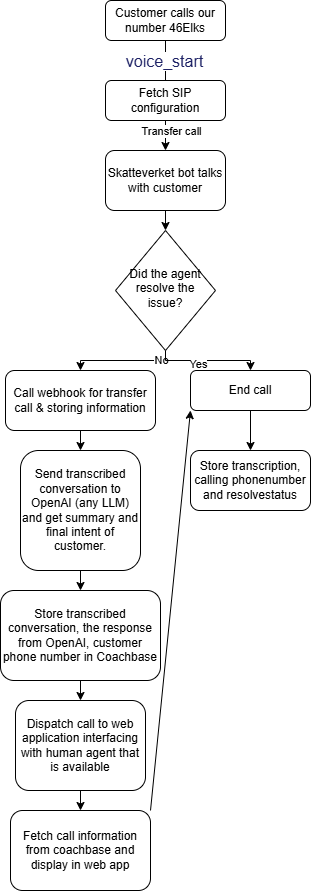 Customer calls our
number 46Elks
voice_start
Fetch SIP
configuration
Transfer call
Skatteverket bot talks
with customer
Did the agent
resolve the
issue?
No
Yes
Call webhook for transfer
call & storing information
End call
Send transcribed
conversation to
OpenAI (any LLM)
and get summary and
final intent of
customer.
Store transcription,
calling phonenumber
and resolvestatus
Store transcribed
conversation, the response
from OpenAI, customer
phone number in Coachbase
Dispatch call to web
application interfacing
with human agent that
is available
Fetch call information
from coachbase and
display in web app